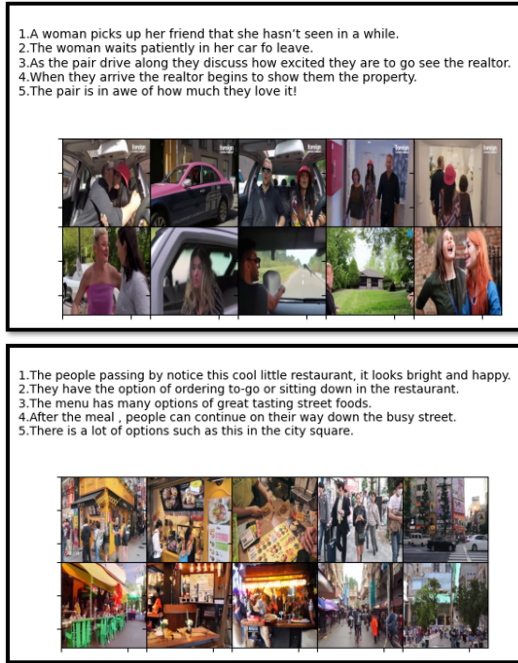 1.A woman picks up her friend that she hasn't seen in a while.
2.The woman waits patiently in her car fo leave.
3.As the pair drive along they discuss how excited they are to go see the realtor.
4.When they arrive the realtor begins to show them the property.
5.The pair is in awe of how much they love it!
1.The people passing by notice this cool little restaurant, it looks bright and happy.
2.They have the option of ordering to-go or sitting down in the restaurant.
3.The menu has many options of great tasting street foods.
4.After the meal , people can continue on their way down the busy street.
5.There is a lot of options such as this in the city square.